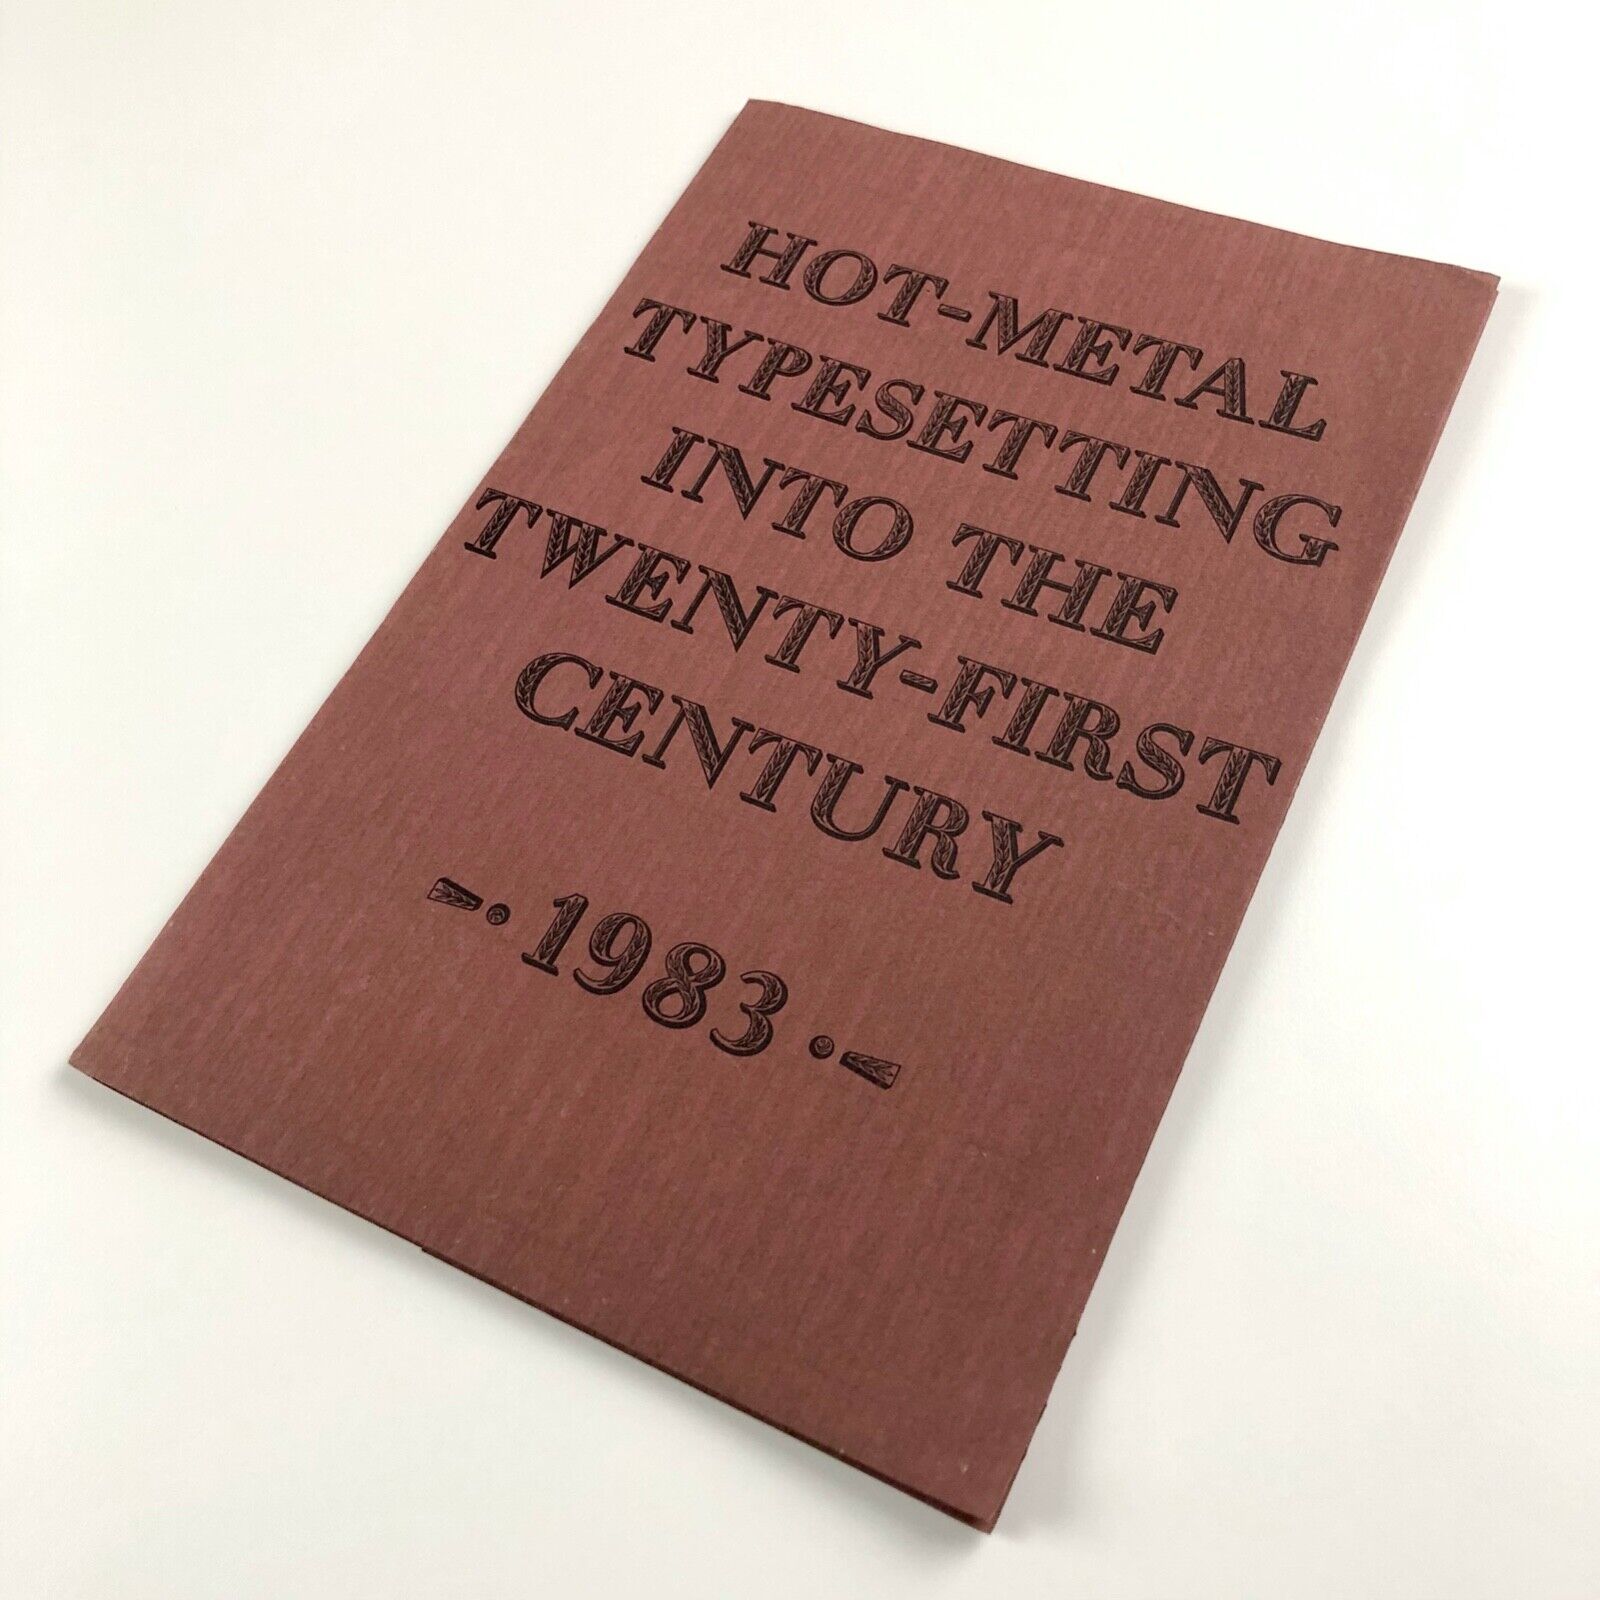 HOT-METAL
TYPESETTING
INTO THE
TWENTY-FIRST
CENTURY
-·1983·-